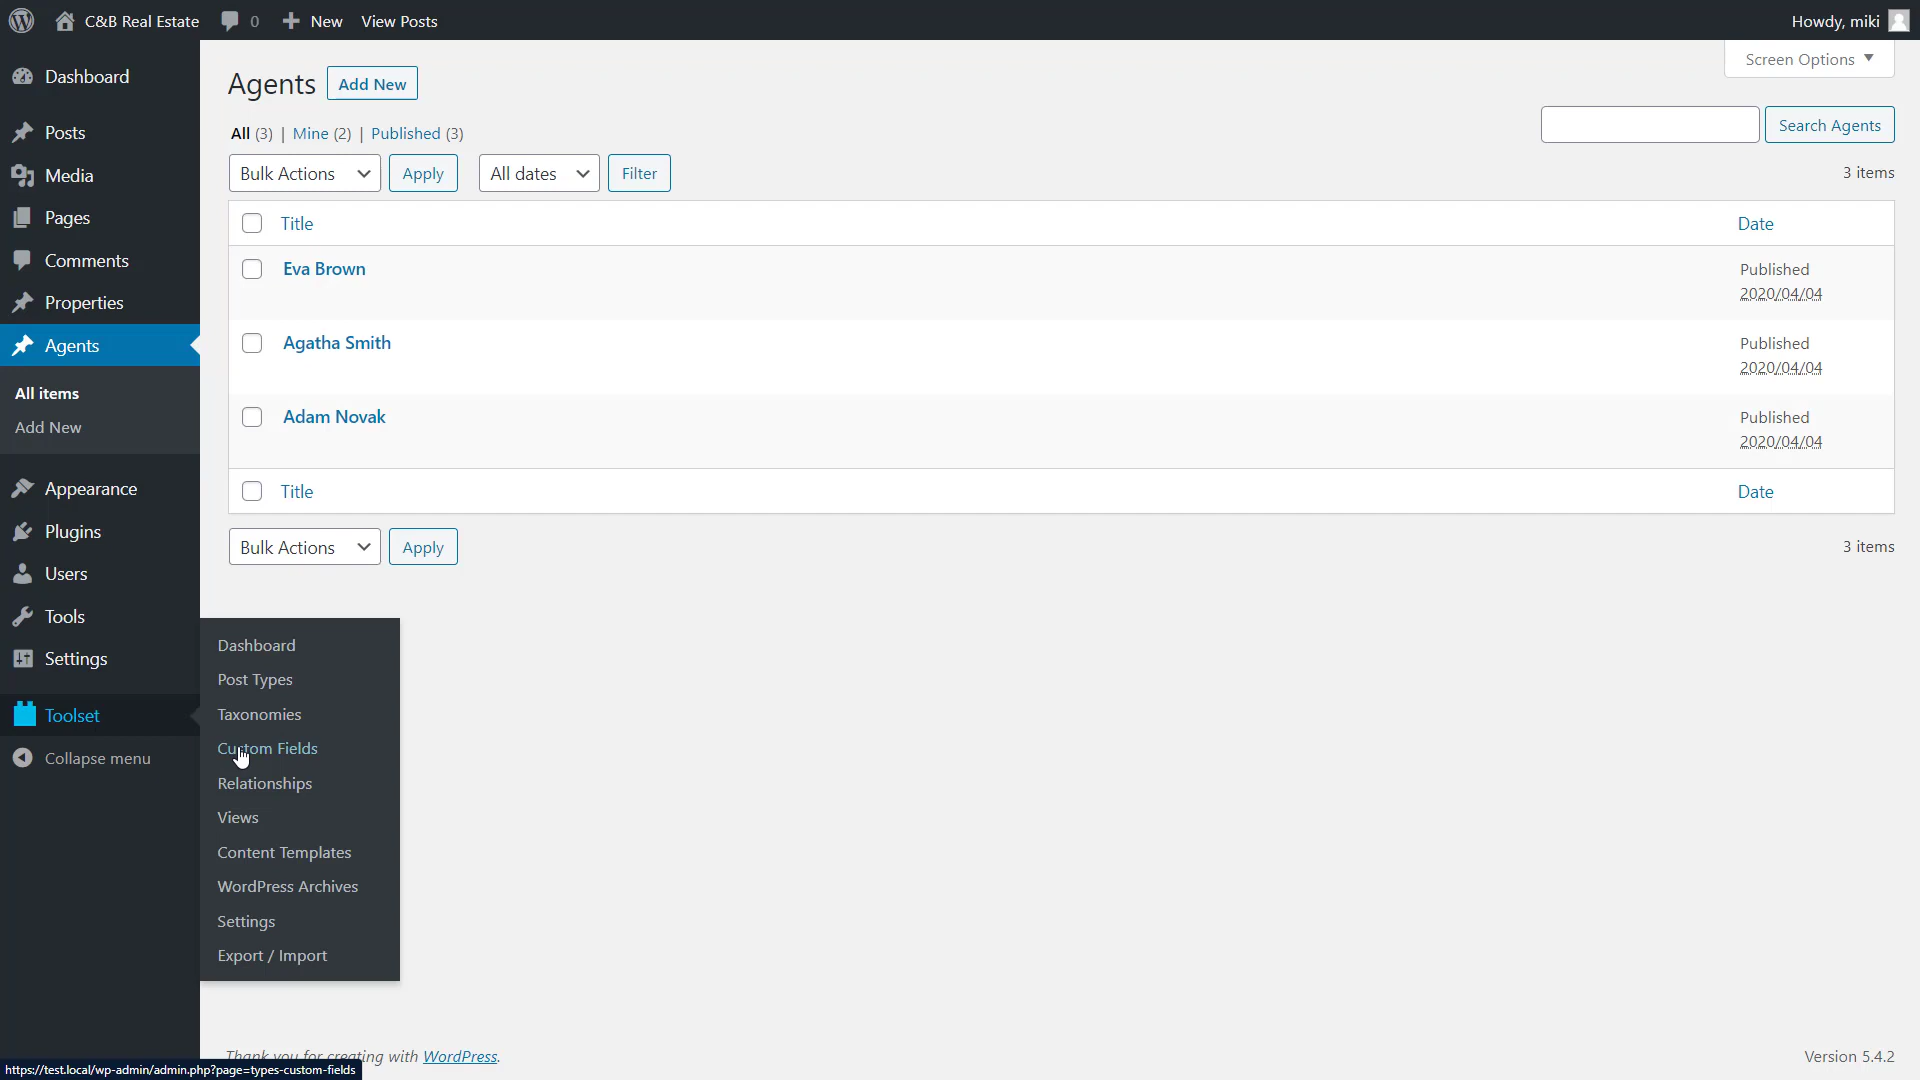 C&B Real Estate 0 New View Posts Howdy, miki
Screen Options
Dashboard
Posts
Media
Pages
Comments
Properties
Agents
All items
Add New
Appearance
Plugins
Users
Tools
Settings
Toolset
Collapse menu
Agents Add New
All (3) | Mine (2) | Published (3)
Search Agents
Bulk Actions Apply All dates Filter 3 items
Title Date
Eva Brown Published
2020/04/04
Agatha Smith Published
2020/04/04
Adam Novak Published
2020/04/04
Title Date
Bulk Actions Apply 3 items
Dashboard
Post Types
Taxonomies
Custom Fields
Relationships
Views
Content Templates
WordPress Archives
Settings
Export / Import
Thank you for creating with WordPress. Version 5.4.2
https://test.local/wp-admin/admin.php?page=types-custom-fields